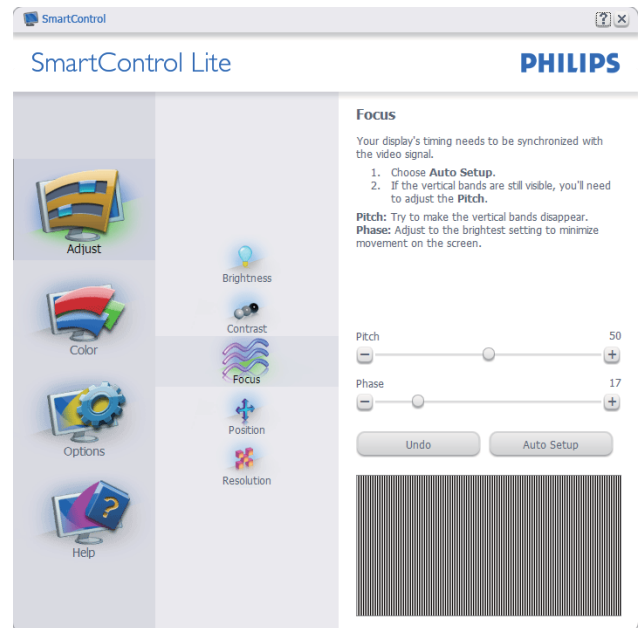 SmartControl
SmartControl Lite
PHILIPS
Adjust
Color
Options
Help
Brightness
Contrast
Focus
Position
Resolution
Focus
Your display's timing needs to be synchronized with
the video signal.
1. Choose Auto Setup.
2. If the vertical bands are still visible, you'll need
to adjust the Pitch.
Pitch: Try to make the vertical bands disappear.
Phase: Adjust to the brightest setting to minimize
movement on the screen.
Pitch 50
Phase 17
Undo Auto Setup